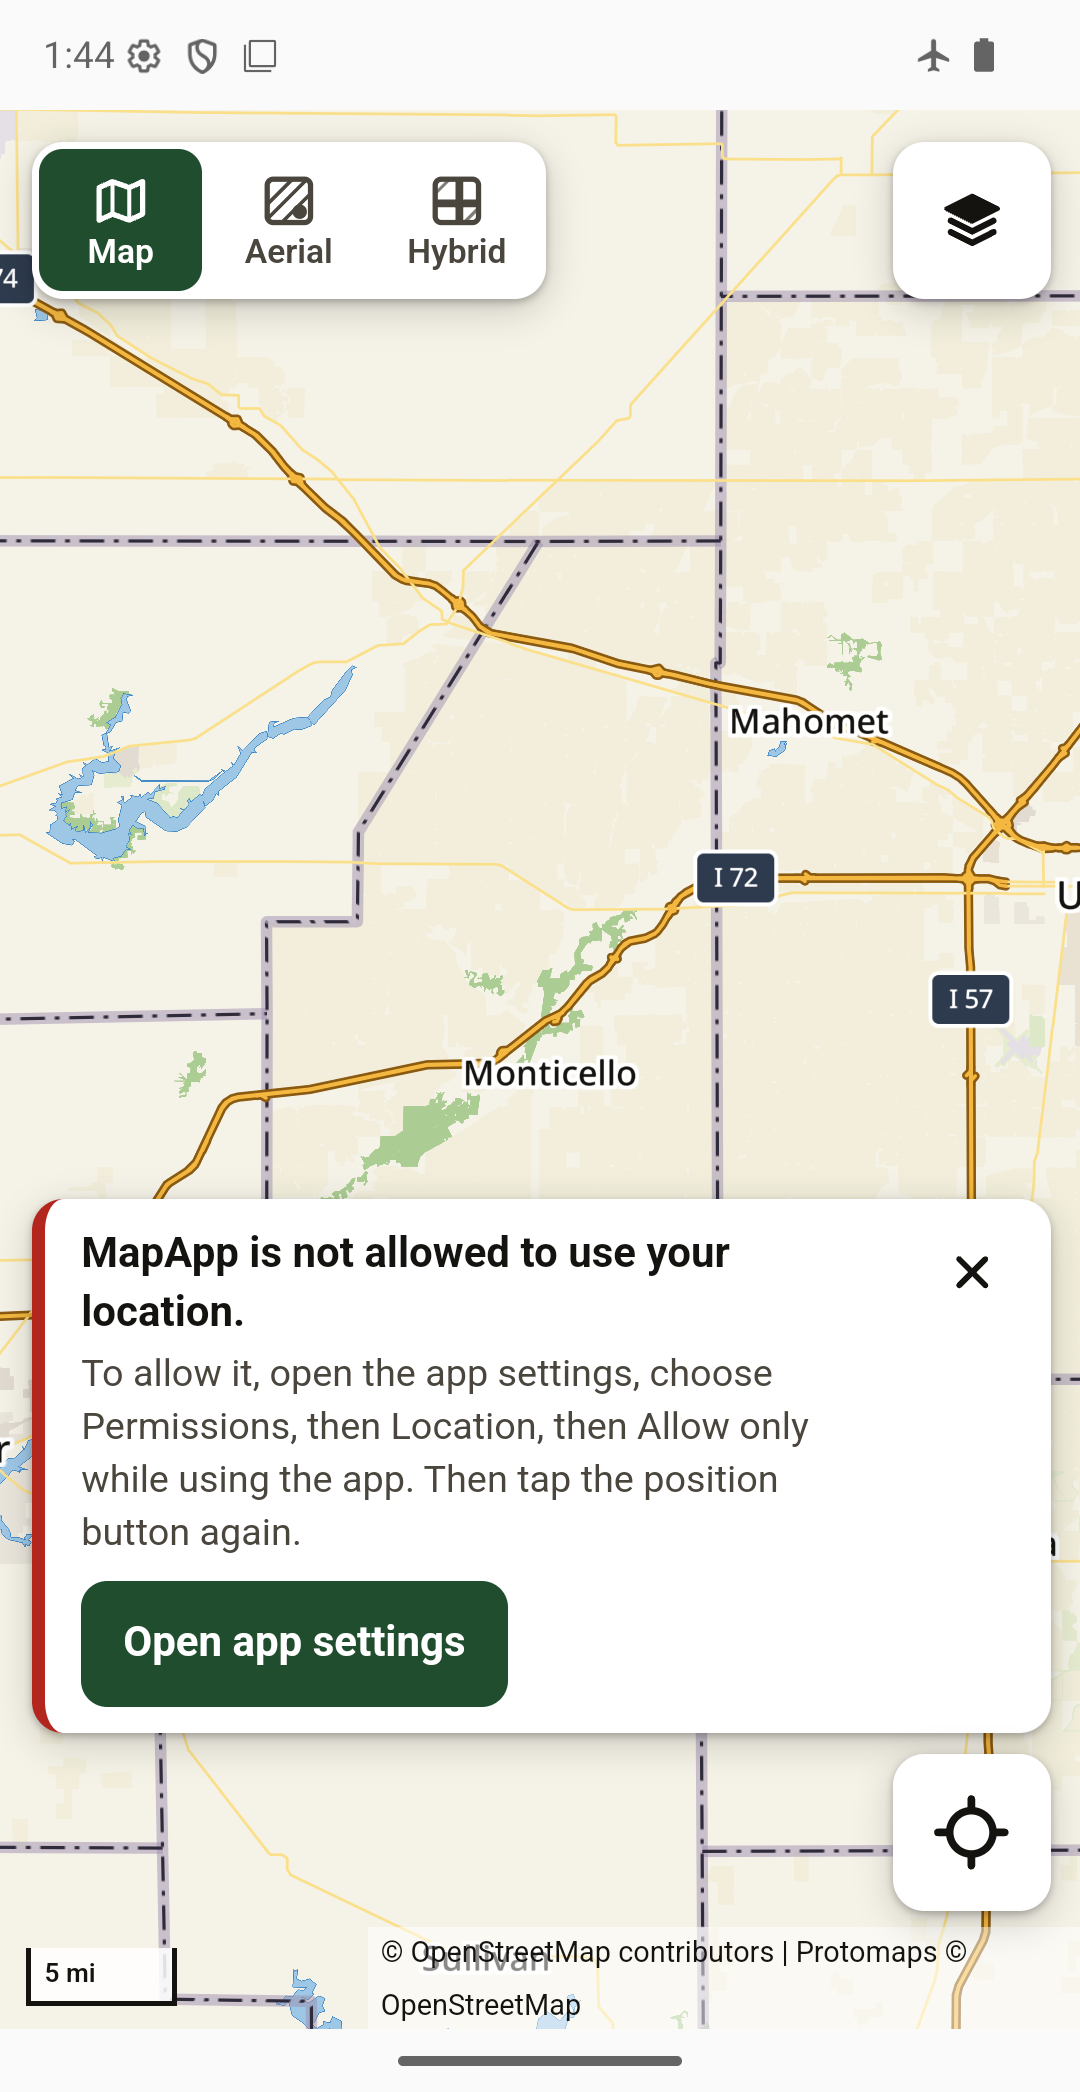 1:44
Map
Aerial
Hybrid
74
Mahomet
I 72
U
I 57
Monticello
MapApp is not allowed to use your
location.
To allow it, open the app settings, choose
Permissions, then Location, then Allow only
while using the app. Then tap the position
button again.
r
a
Open app settings
Sullivan
© OpenStreetMap contributors | Protomaps ©
OpenStreetMap
5 mi